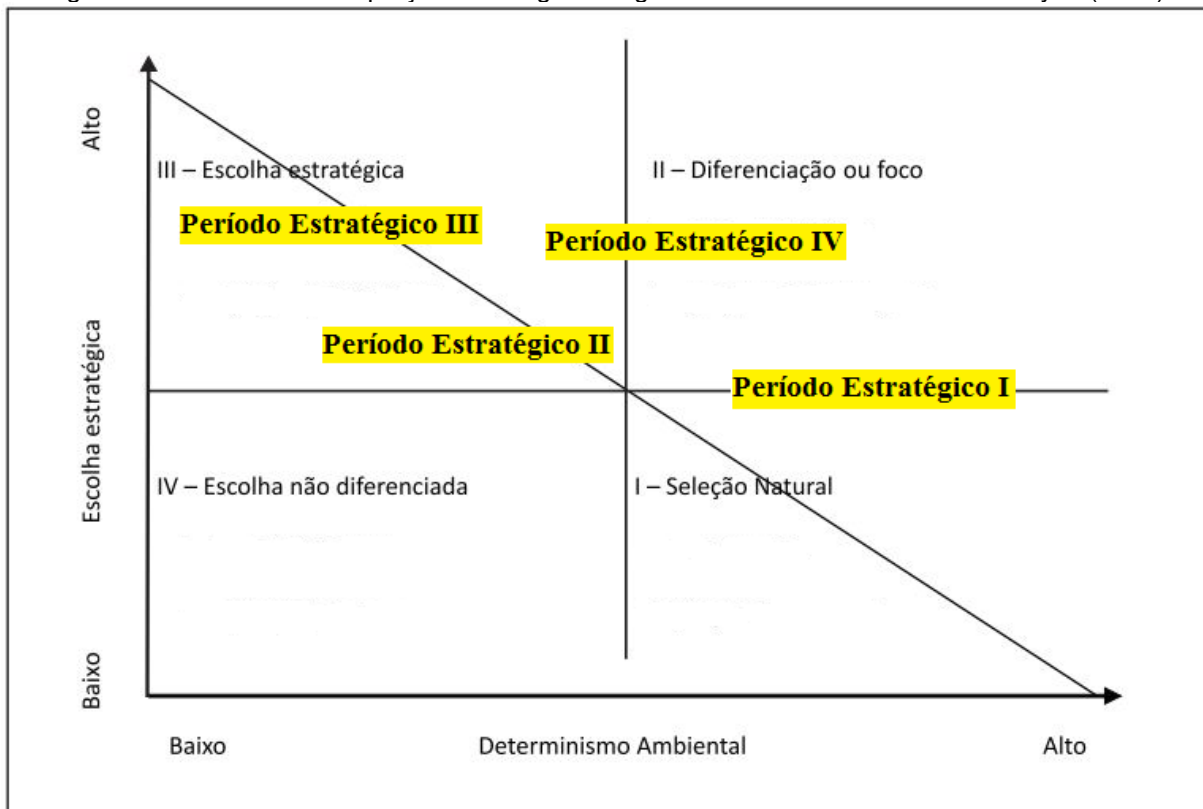 Alto
III – Escolha estratégica
II – Diferenciação ou foco
Período Estratégico III
Período Estratégico IV
Período Estratégico II
Período Estratégico I
Escolha estratégica
IV – Escolha não diferenciada
I – Seleção Natural
Baixo
Baixo
Determinismo Ambiental
Alto